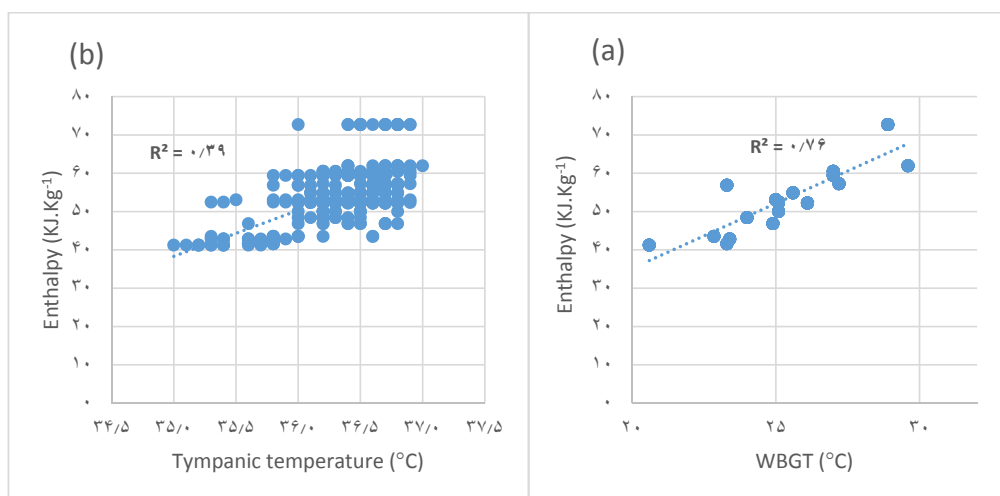 (b)
Enthalpy (KJ.Kg-1)
۸۰
۷۰
۶۰
۵۰
۴۰
۳۰
۲۰
۱۰
۰
R² = ۰٫۳۹
۳۴٫۵ ۳۵٫۰ ۳۵٫۵ ۳۶٫۰ ۳۶٫۵ ۳۷٫۰ ۳۷٫۵
Tympanic temperature (°C)
(a)
Enthalpy (KJ.Kg-1)
۸۰
۷۰
۶۰
۵۰
۴۰
۳۰
۲۰
۱۰
۰
R² = ۰٫۷۶
۲۰ ۲۵ ۳۰
WBGT (°C)